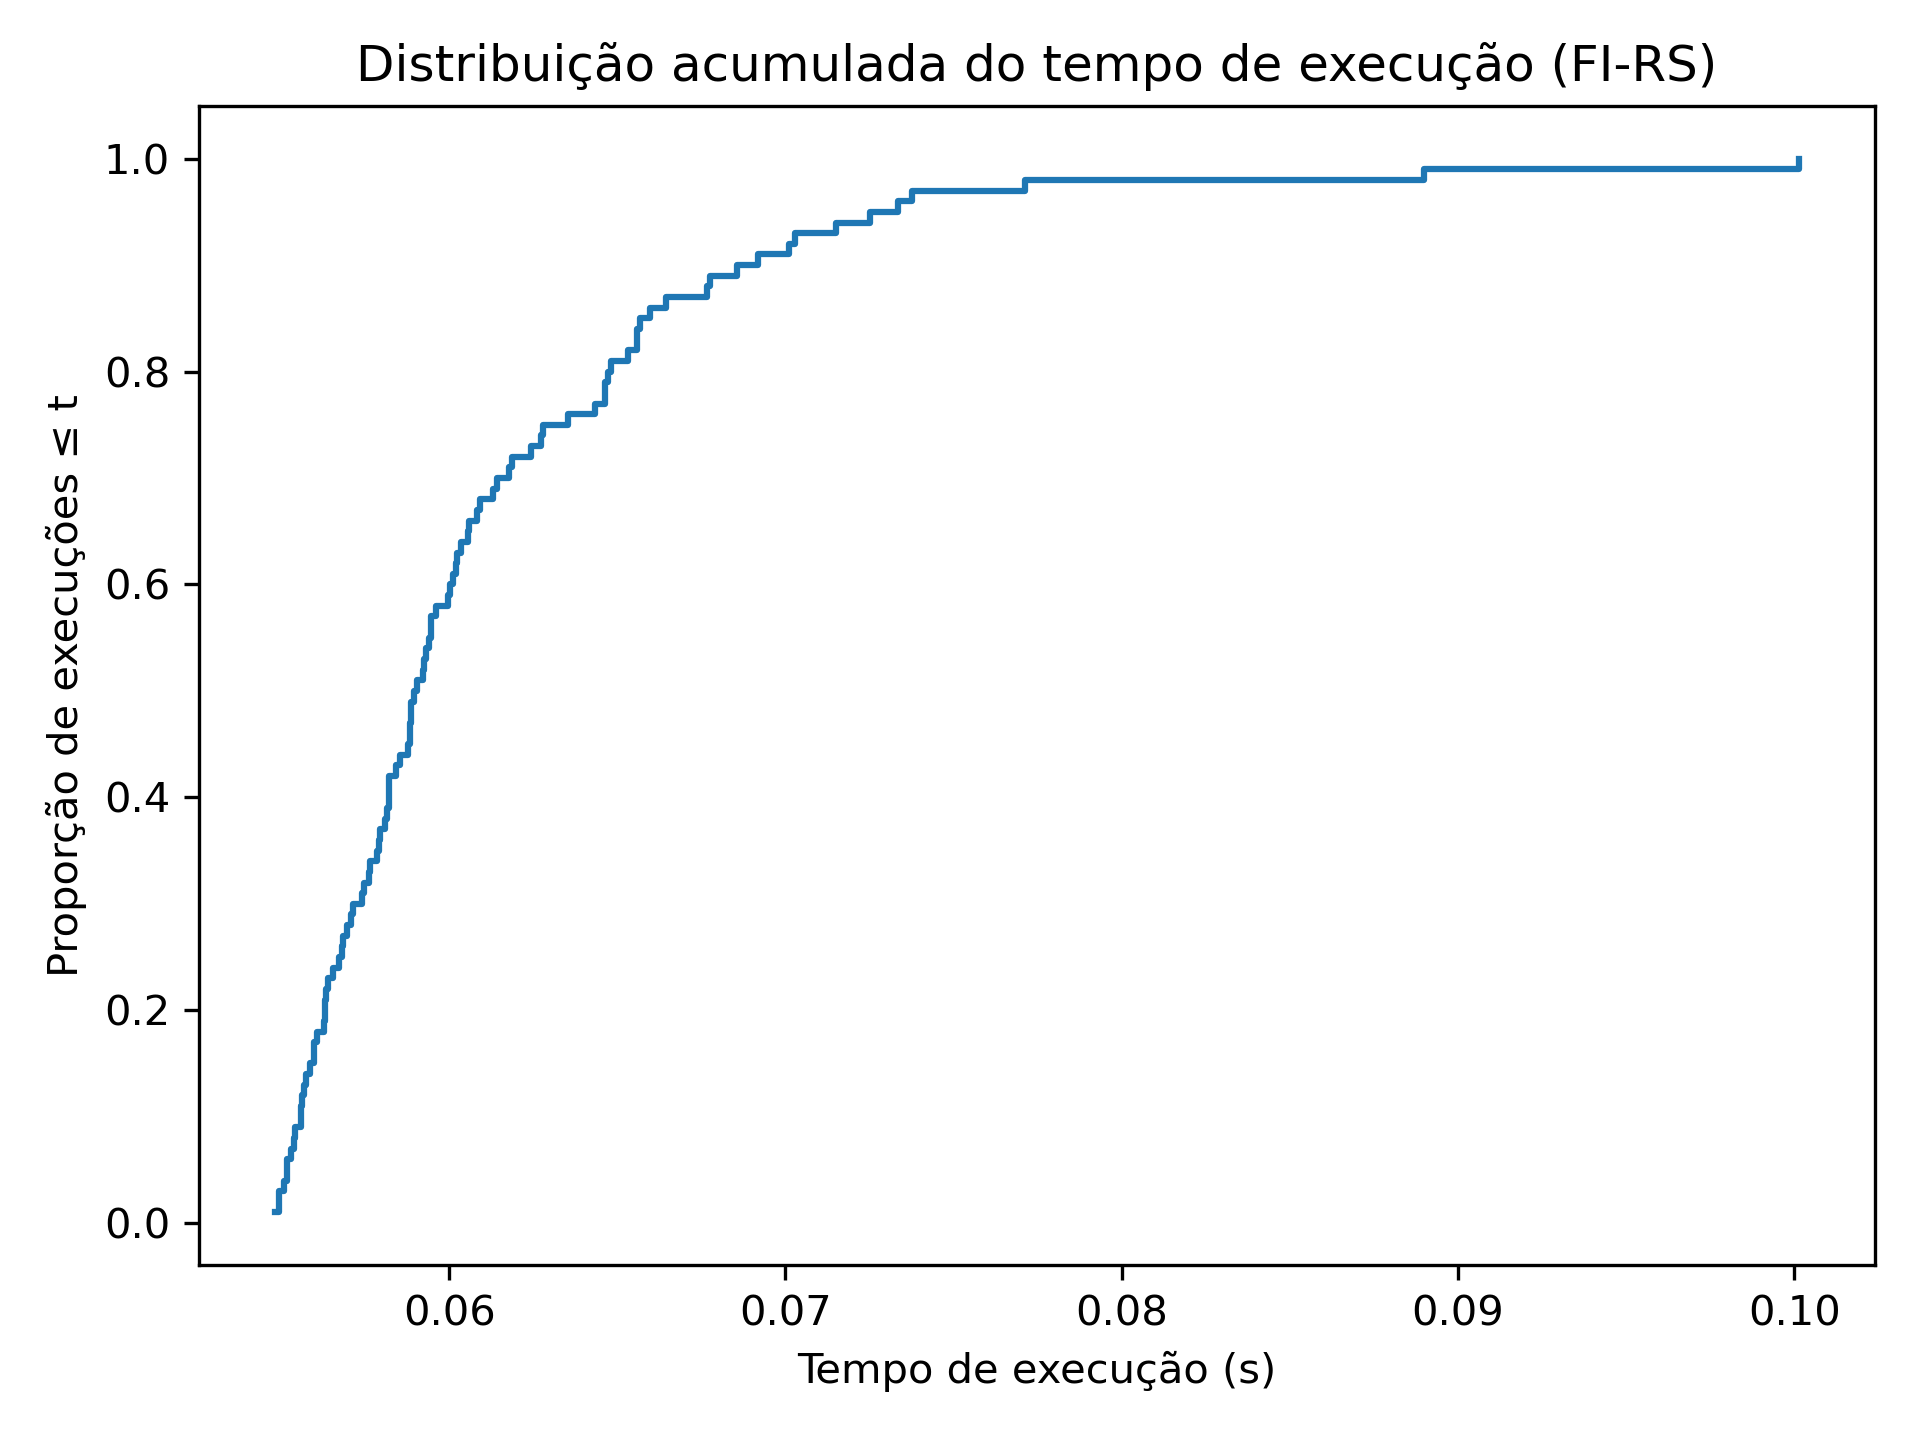 Distribuição acumulada do tempo de execução (FI-RS)
Proporção de execuções ≤ t
1.0
0.8
0.6
0.4
0.2
0.0
0.06 0.07 0.08 0.09 0.10
Tempo de execução (s)